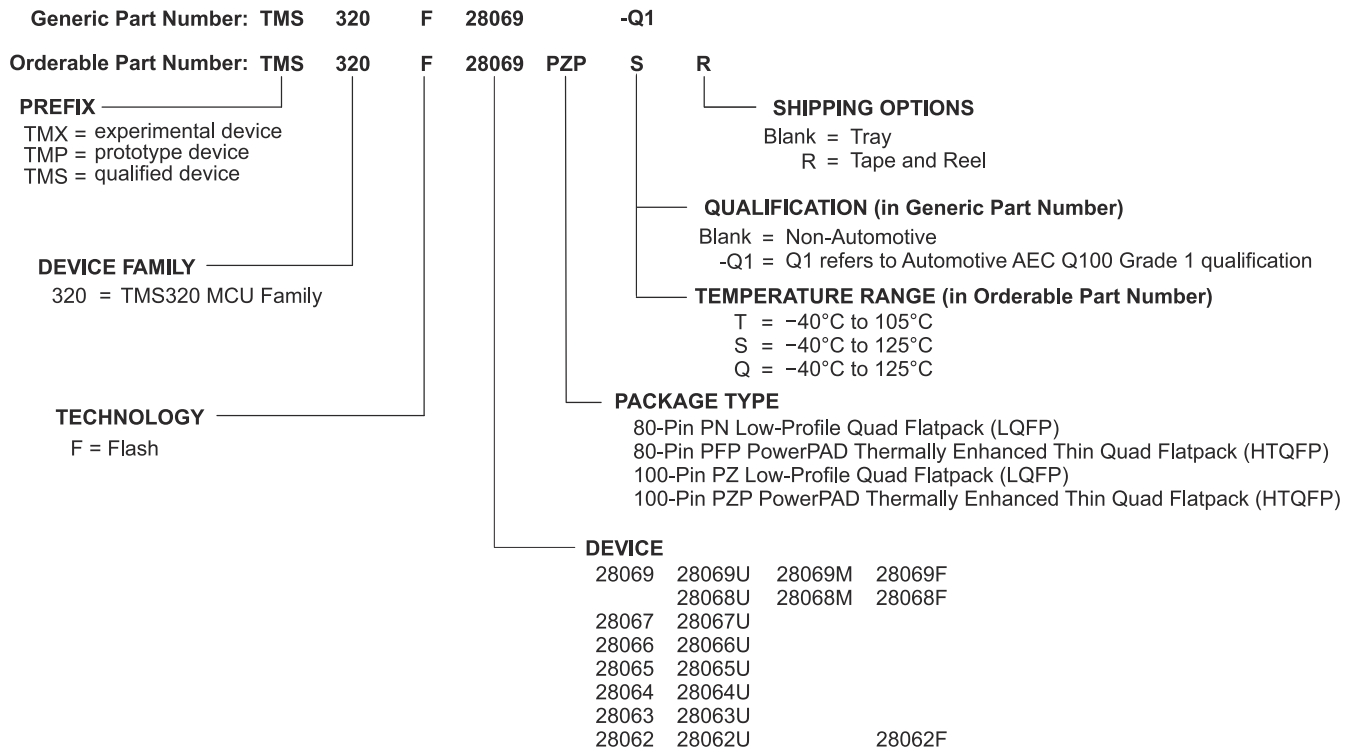 Generic Part Number: TMS 320 F 28069 -Q1
Orderable Part Number: TMS 320 F 28069 PZP S R
PREFIX
TMX = experimental device
TMP = prototype device
TMS = qualified device
SHIPPING OPTIONS
Blank = Tray
R = Tape and Reel
QUALIFICATION (in Generic Part Number)
Blank = Non-Automotive
-Q1 = Q1 refers to Automotive AEC Q100 Grade 1 qualification
DEVICE FAMILY
320 = TMS320 MCU Family
TEMPERATURE RANGE (in Orderable Part Number)
T = −40°C to 105°C
S = −40°C to 125°C
Q = −40°C to 125°C
TECHNOLOGY
F = Flash
PACKAGE TYPE
80-Pin PN Low-Profile Quad Flatpack (LQFP)
80-Pin PFP PowerPAD Thermally Enhanced Thin Quad Flatpack (HTQFP)
100-Pin PZ Low-Profile Quad Flatpack (LQFP)
100-Pin PZP PowerPAD Thermally Enhanced Thin Quad Flatpack (HTQFP)
DEVICE
28069 28069U 28069M 28069F
28068U 28068M 28068F
28067 28067U
28066 28066U
28065 28065U
28064 28064U
28063 28063U
28062 28062U 28062F